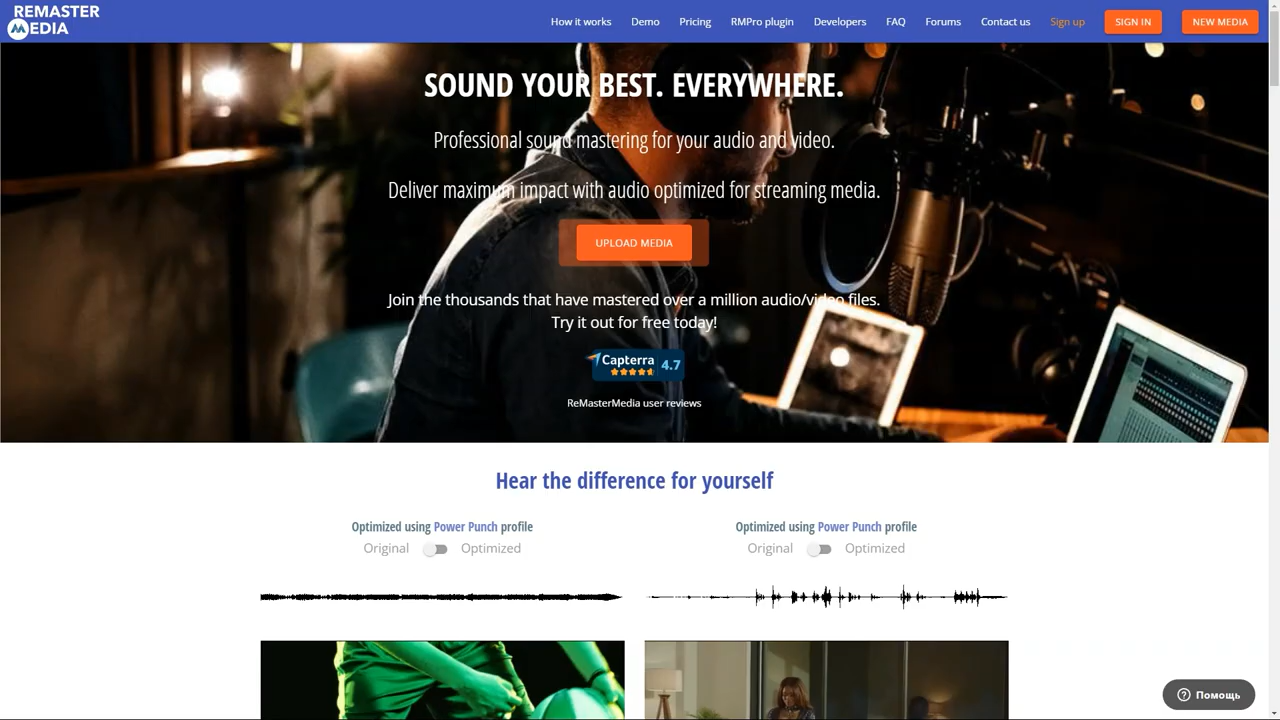 REMASTER
MEDIA
How it works
Demo
Pricing
RMPro plugin
Developers
FAQ
Forums
Contact us
Sign up
SIGN IN
NEW MEDIA
SOUND YOUR BEST. EVERYWHERE.
Professional sound mastering for your audio and video.
Deliver maximum impact with audio optimized for streaming media.
UPLOAD MEDIA
Join the thousands that have mastered over a million audio/video files.
Try it out for free today!
Capterra 4.7
ReMasterMedia user reviews
Hear the difference for yourself
Optimized using Power Punch profile
Original Optimized
Optimized using Power Punch profile
Original Optimized
Помощь